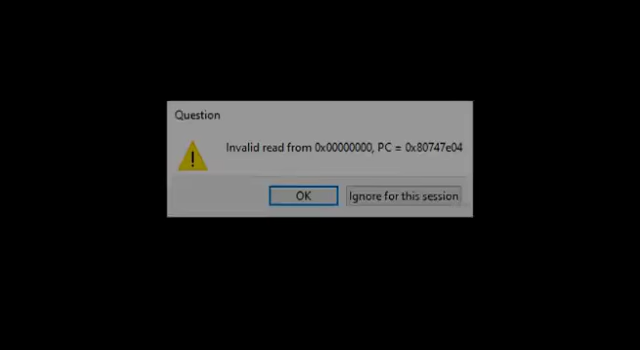 Question
Invalid read from 0x00000000, PC = 0x80747e04
OK
Ignore for this session